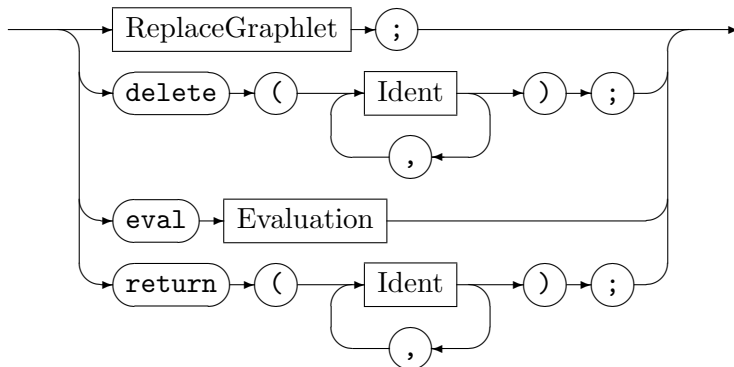 ReplaceGraphlet ;
delete ( Ident ) ;
,
eval Evaluation
return ( Ident ) ;
,